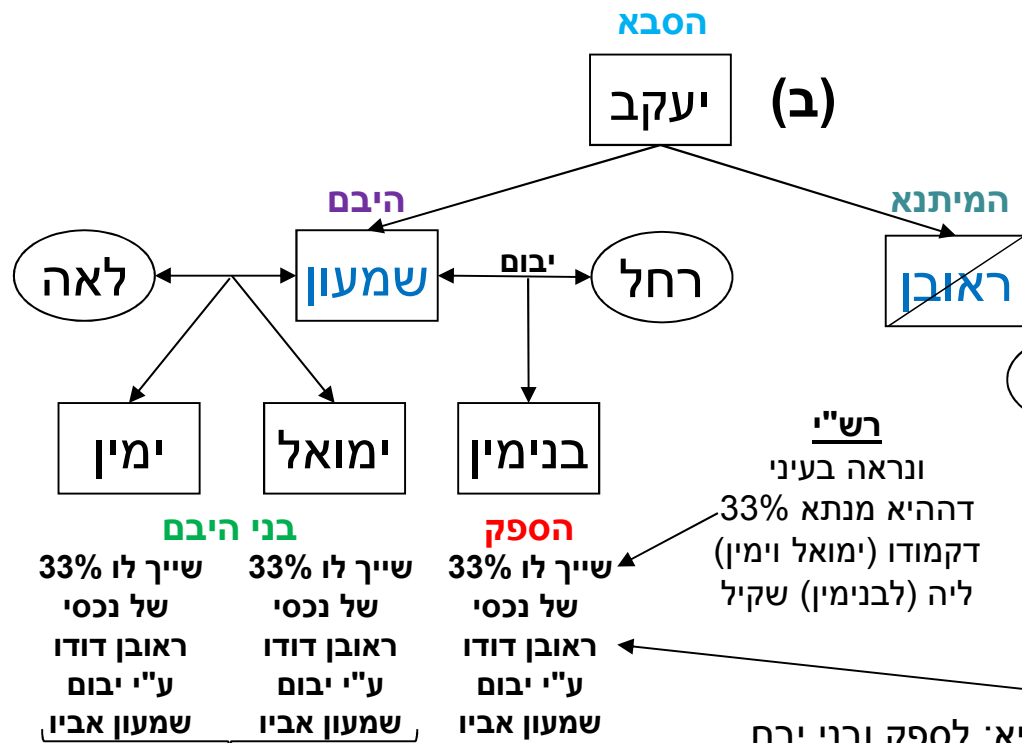 הסבא
(ב)
יעקב
המיתנא
היבם
ראובן
רחל
יבום
שמעון
לאה
בנימין
ימואל
ימין
רש"י
ונראה בעיני
דההיא מנתא 33%
דקמודו (ימואל וימין)
ליה (לבנימין) שקיל
הספק
שייך לו 33%
של נכסי
ראובן דודו
ע"י יבום
שמעון אביו
בני היבם
שייך לו 33%
של נכסי
ראובן דודו
ע"י יבום
שמעון אביו
שייך לו 33%
של נכסי
ראובן דודו
ע"י יבום
שמעון אביו
לספק ובני יבם